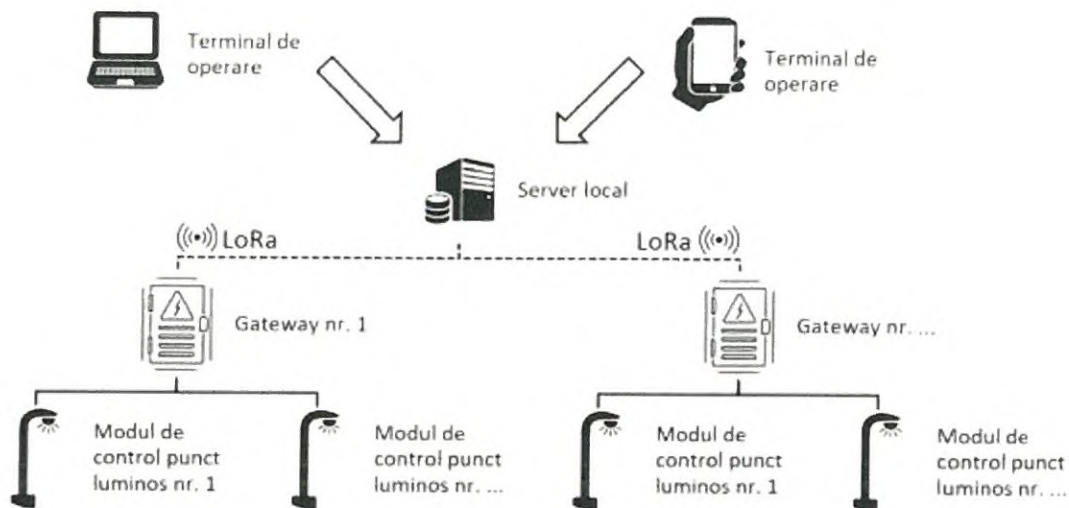 Terminal de
operare
Terminal de
operare
Server local
LoRa
LoRa
Gateway nr. 1
Gateway nr. ...
Modul de
control punct
luminos nr. 1
Modul de
control punct
luminos nr. ...
Modul de
control punct
luminos nr. 1
Modul de
control punct
luminos nr. ...